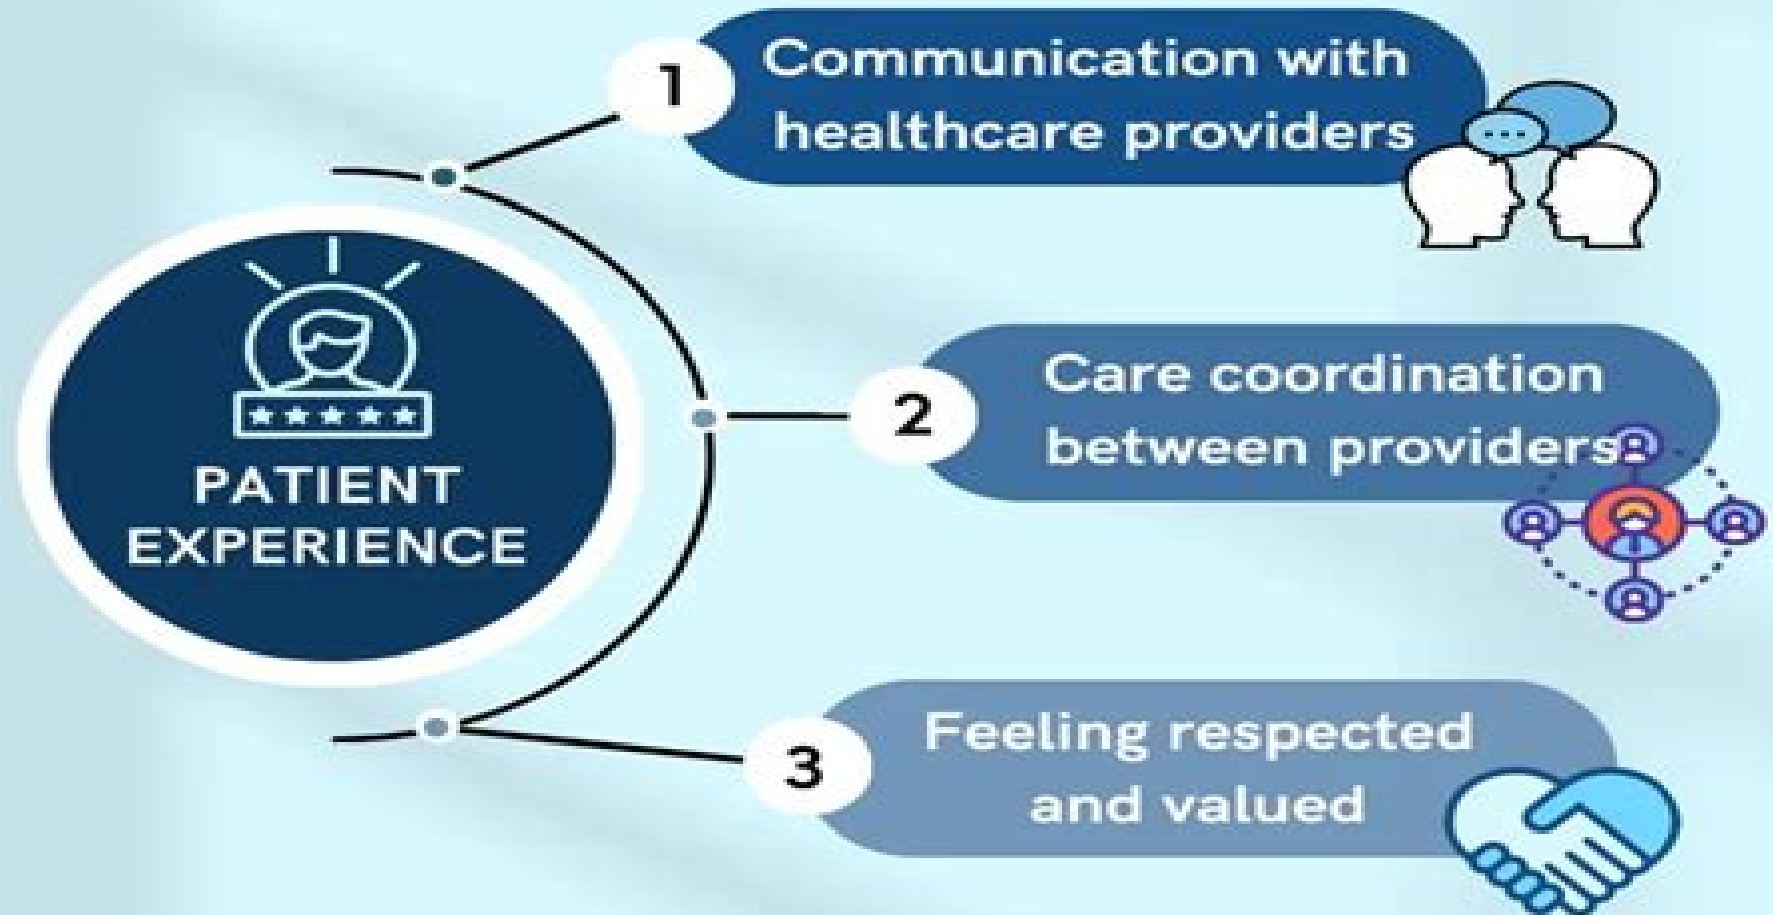 PATIENT
EXPERIENCE
1
Communication with
healthcare providers
2
Care coordination
between providers
3
Feeling respected
and valued